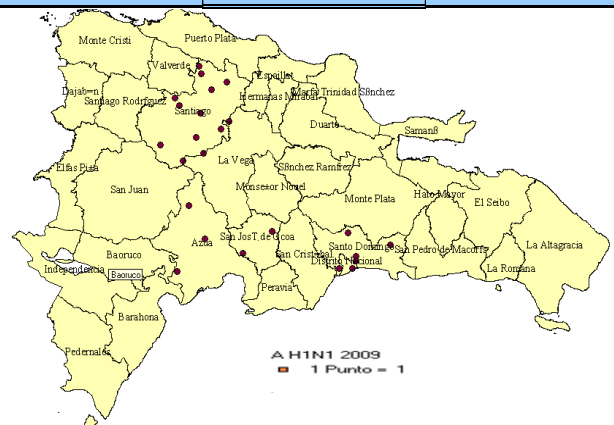 Puerto Plata
Monte Cristi
Valverde
Espaillat
Dajab=n
Hermanas Mirabal
María Trinidad S8nchez
Santiago Rodríguez
Santiago
Duarte
Samanß
La Vega
Elías Pisa
S8nchez Ramírez
San Juan
Monse±or Nouel
Hato Mayor
Monte Plata
El Seibo
San JosT de Ocoa
Azua
Santo Domingo
San Pedro de Macorís
La Altagracia
Baoruco
San Cristóbal
Distrito Nacional
Independencia
Baoruco
La Romana
Peravia
Barahona
Pedernales
A H1N1 2009
1 Punto = 1